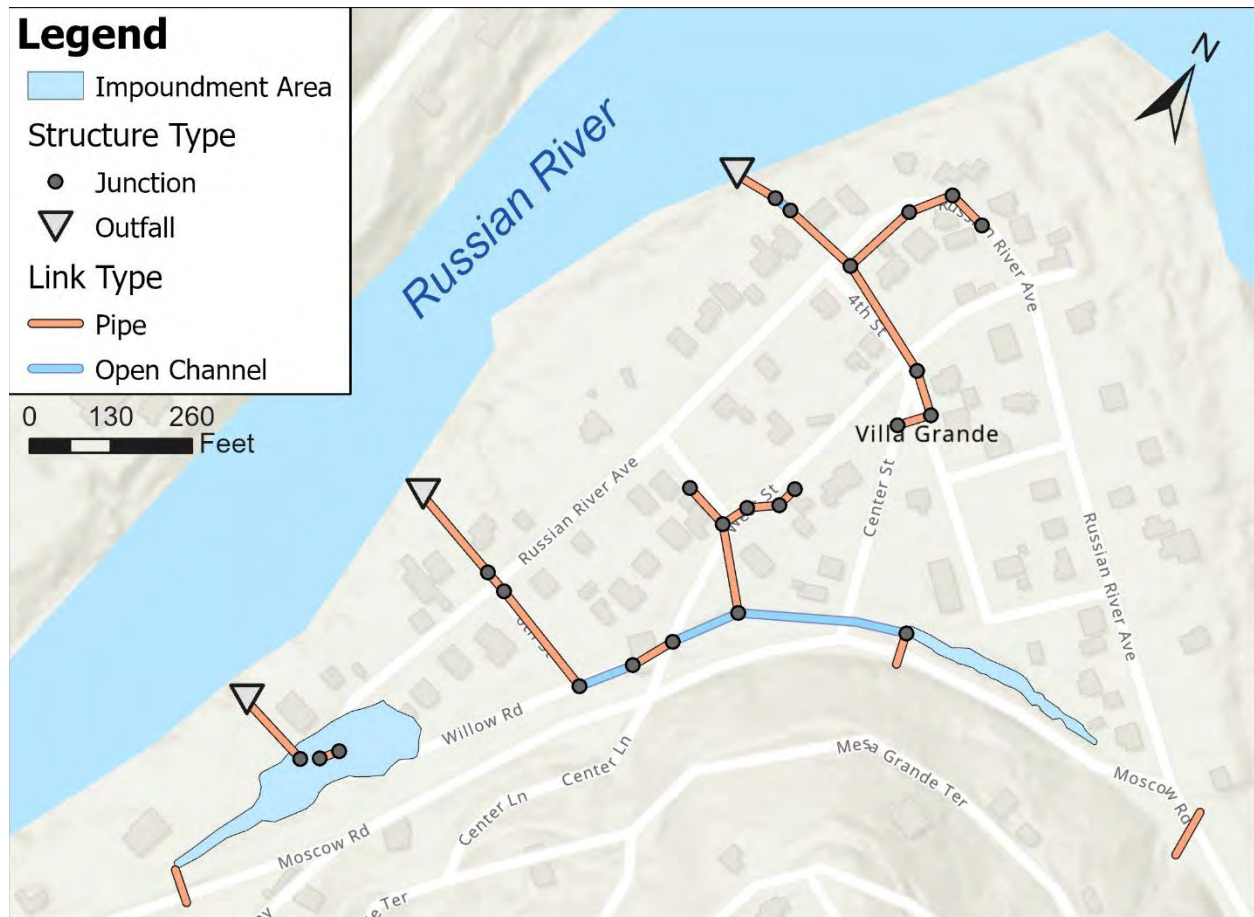 Legend
Impoundment Area
Structure Type
Junction
Outfall
Link Type
Pipe
Open Channel
0 130 260
Feet
N
Russian River
Russian River Ave
4th St
Villa Grande
Center St
Russian River Ave
Russian River Ave
West St
Willow Rd
Center Ln
Center Ln
Mesa Grande Ter
Moscow Rd
Moscow Rd